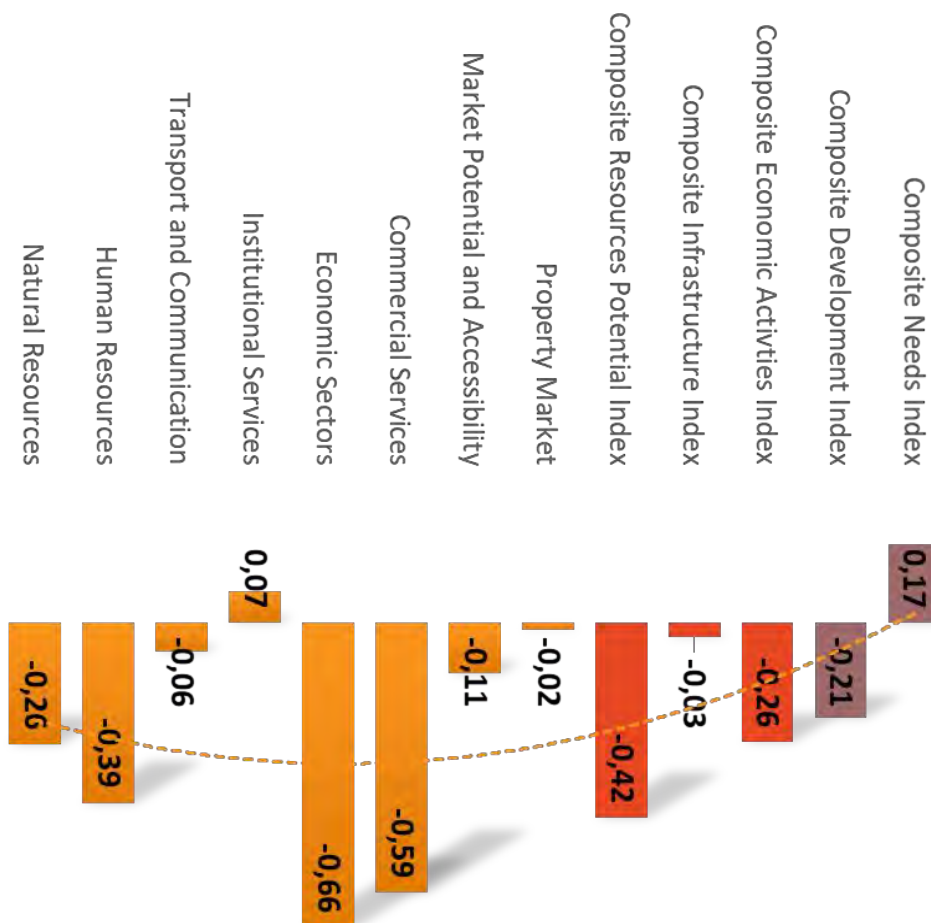 Natural Resources
Human Resources
Transport and Communication
Institutional Services
Economic Sectors
Commercial Services
Market Potential and Accessibility
Property Market
Composite Resources Potential Index
Composite Infrastructure Index
Composite Economic Activties Index
Composite Development Index
Composite Needs Index
-0,26
-0,39
-0,06
0,07
-0,66
-0,59
-0,11
-0,02
-0,42
-0,03
-0,26
-0,21
0,17